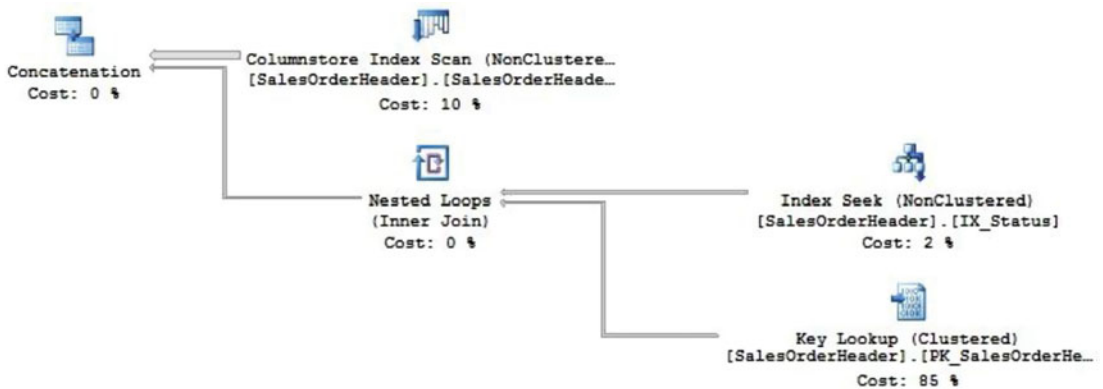 Concatenation
Cost: 0 %
Columnstore Index Scan (NonClustere...
[SalesOrderHeader].[SalesOrderHeade...
Cost: 10 %
Nested Loops
(Inner Join)
Cost: 0 %
Index Seek (NonClustered)
[SalesOrderHeader].[IX_Status]
Cost: 2 %
Key Lookup (Clustered)
[SalesOrderHeader].[PK_SalesOrderHe...
Cost: 85 %